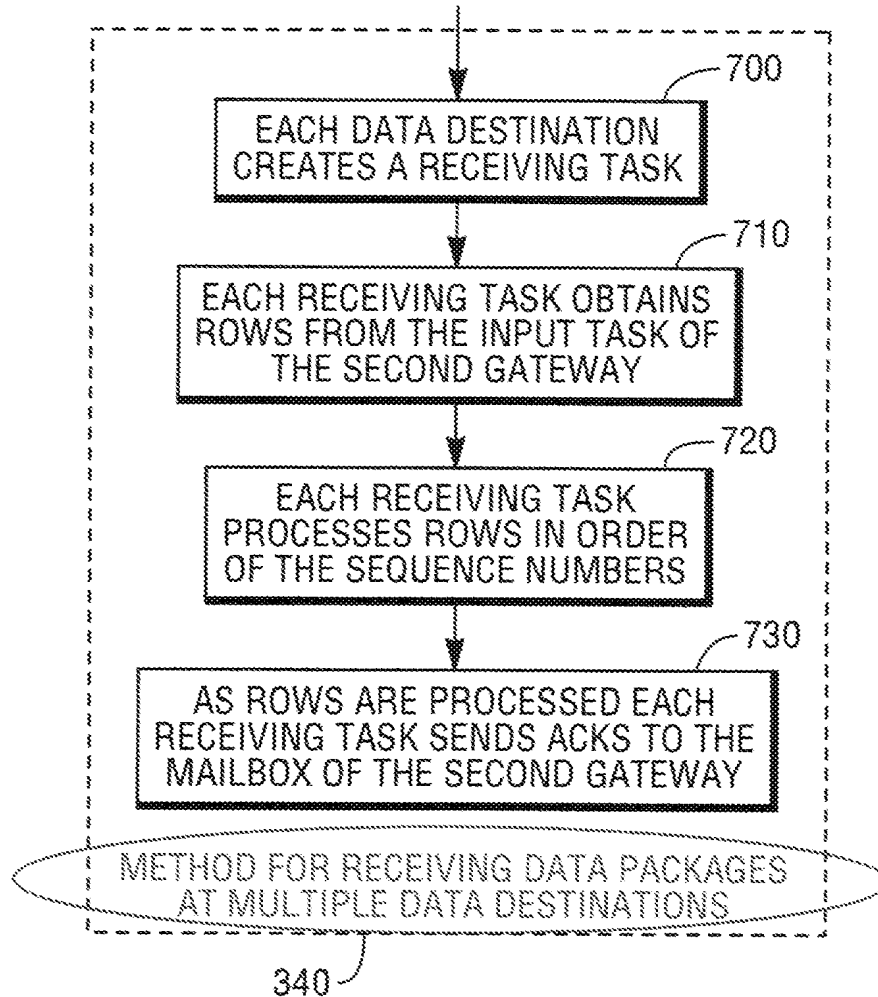 700
EACH DATA DESTINATION
CREATES A RECEIVING TASK
710
EACH RECEIVING TASK OBTAINS
ROWS FROM THE INPUT TASK OF
THE SECOND GATEWAY
720
EACH RECEIVING TASK
PROCESSES ROWS IN ORDER
OF THE SEQUENCE NUMBERS
730
AS ROWS ARE PROCESSED EACH
RECEIVING TASK SENDS ACKS TO THE
MAILBOX OF THE SECOND GATEWAY
METHOD FOR RECEIVING DATA PACKAGES
AT MULTIPLE DATA DESTINATIONS
340